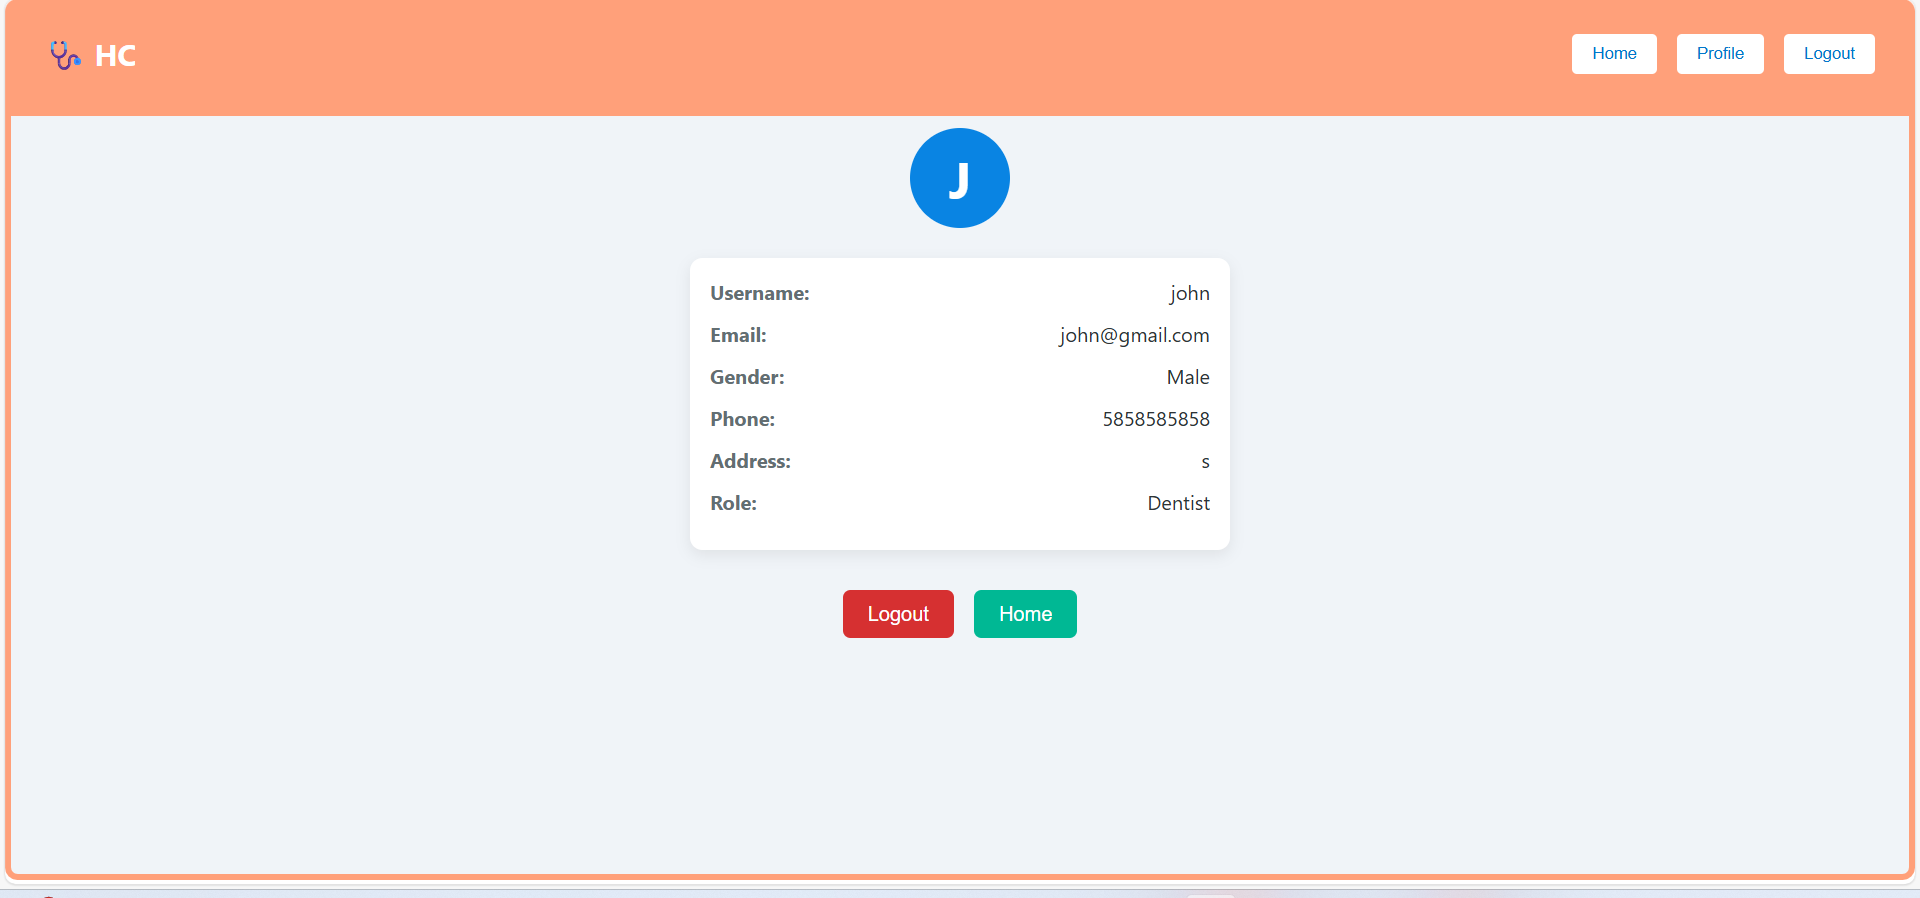 HC
Home Profile Logout
J
Username: john
Email: john@gmail.com
Gender: Male
Phone: 5858585858
Address: s
Role: Dentist
Logout Home